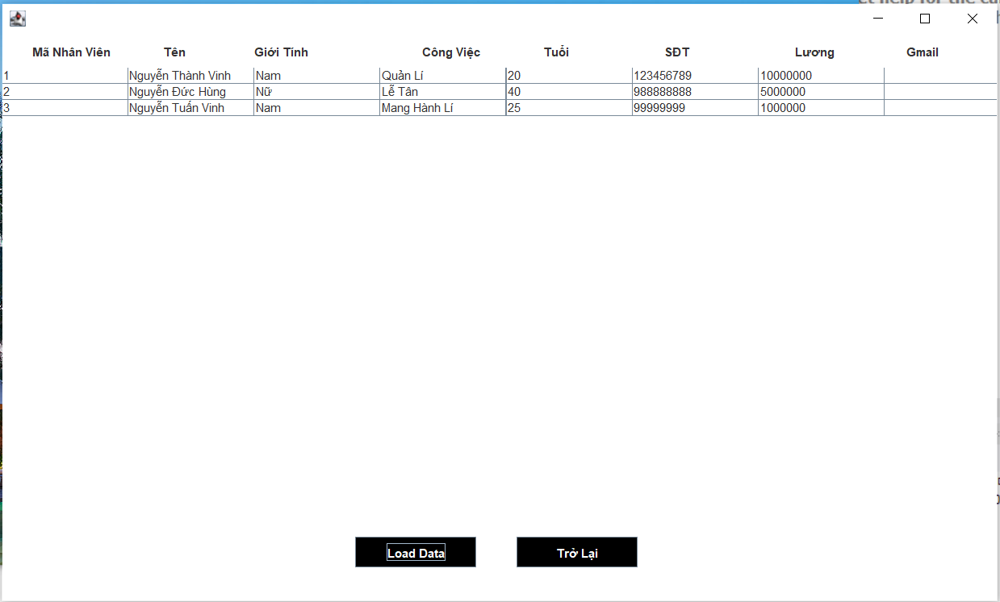 Mã Nhân Viên Tên Giới Tính Công Việc Tuổi SĐT Lương Gmail
1 Nguyễn Thành Vinh Nam Quản Lí 20 123456789 10000000
2 Nguyễn Đức Hùng Nữ Lễ Tân 40 988888888 5000000
3 Nguyễn Tuấn Vinh Nam Mang Hành Lí 25 99999999 1000000
Load Data Trở Lại